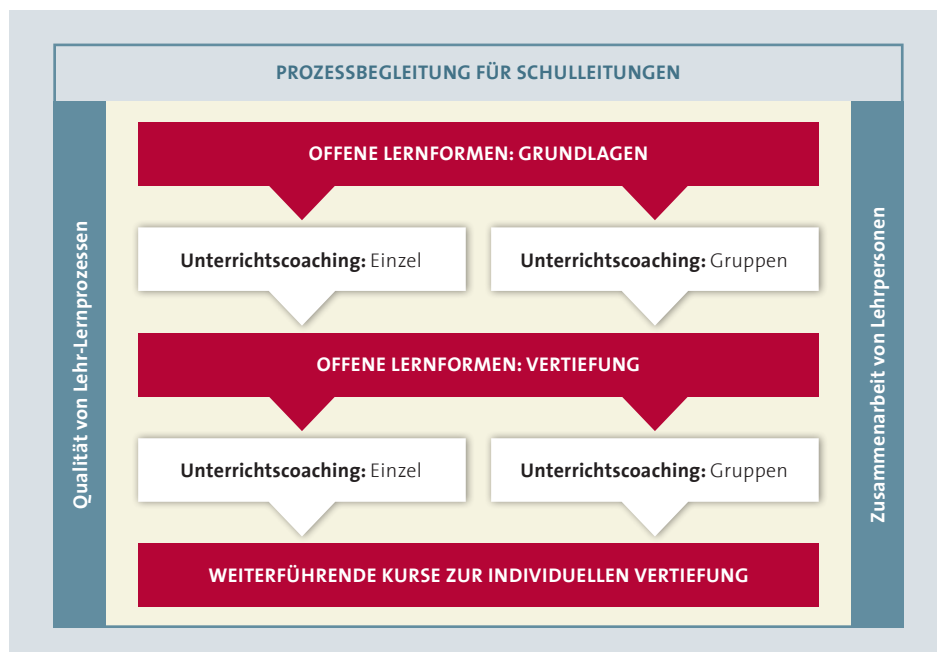 PROZESSBEGLEITUNG FÜR SCHULLEITUNGEN
Qualität von Lehr-Lernprozessen
OFFENE LERNFORMEN: GRUNDLAGEN
Unterrichtscoaching: Einzel
Unterrichtscoaching: Gruppen
OFFENE LERNFORMEN: VERTIEFUNG
Unterrichtscoaching: Einzel
Unterrichtscoaching: Gruppen
WEITERFÜHRENDE KURSE ZUR INDIVIDUELLEN VERTIEFUNG
Zusammenarbeit von Lehrpersonen